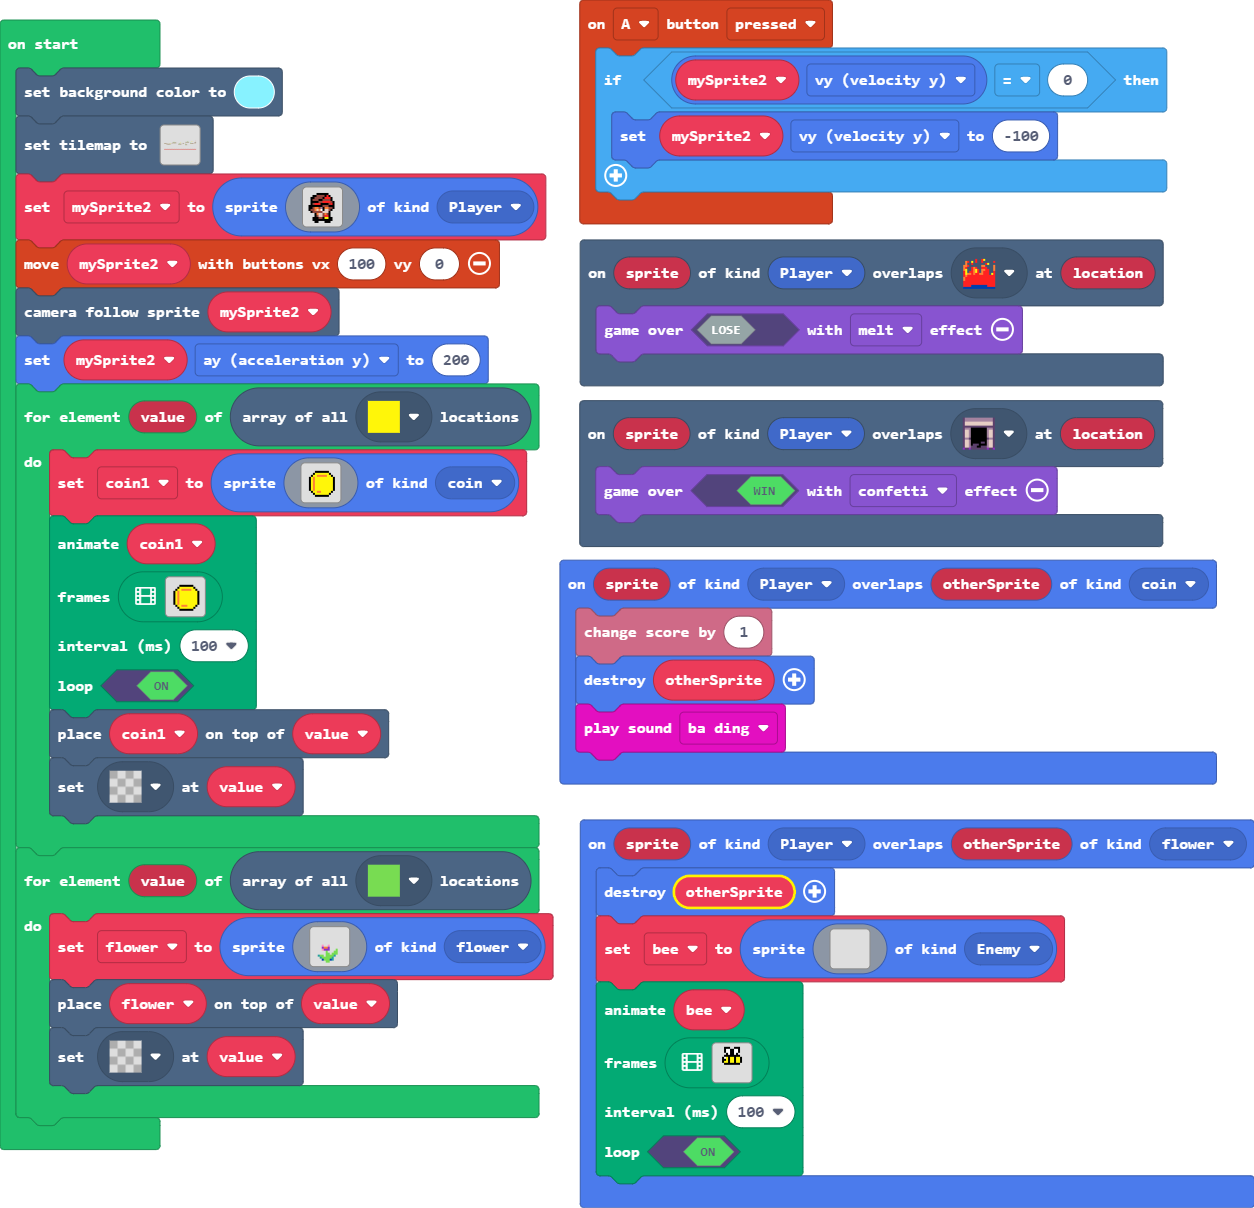 on start
set background color to
set tilemap to
set mySprite2 to sprite of kind Player
move mySprite2 with buttons vx 100 vy 0
camera follow sprite mySprite2
set mySprite2 ay (acceleration y) to 200
for element value of array of all locations
do
set coin1 to sprite of kind coin
animate coin1
frames
interval (ms) 100
loop ON
place coin1 on top of value
set at value
for element value of array of all locations
do
set flower to sprite of kind flower
place flower on top of value
set at value
on A button pressed
if mySprite2 vy (velocity y) = 0 then
set mySprite2 vy (velocity y) to -100
on sprite of kind Player overlaps at location
game over LOSE with melt effect
on sprite of kind Player overlaps at location
game over WIN with confetti effect
on sprite of kind Player overlaps otherSprite of kind coin
change score by 1
destroy otherSprite
play sound ba ding
on sprite of kind Player overlaps otherSprite of kind flower
destroy otherSprite
set bee to sprite of kind Enemy
animate bee
frames
interval (ms) 100
loop ON